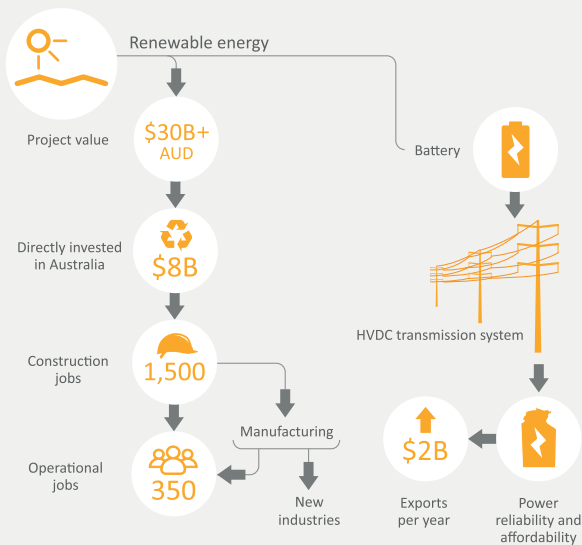 Renewable energy
Project value
$30B+
AUD
Directly invested
in Australia
$8B
Construction
jobs
1,500
Manufacturing
Operational
jobs
350
New
industries
Battery
HVDC transmission system
$2B
Exports
per year
Power
reliability and
affordability